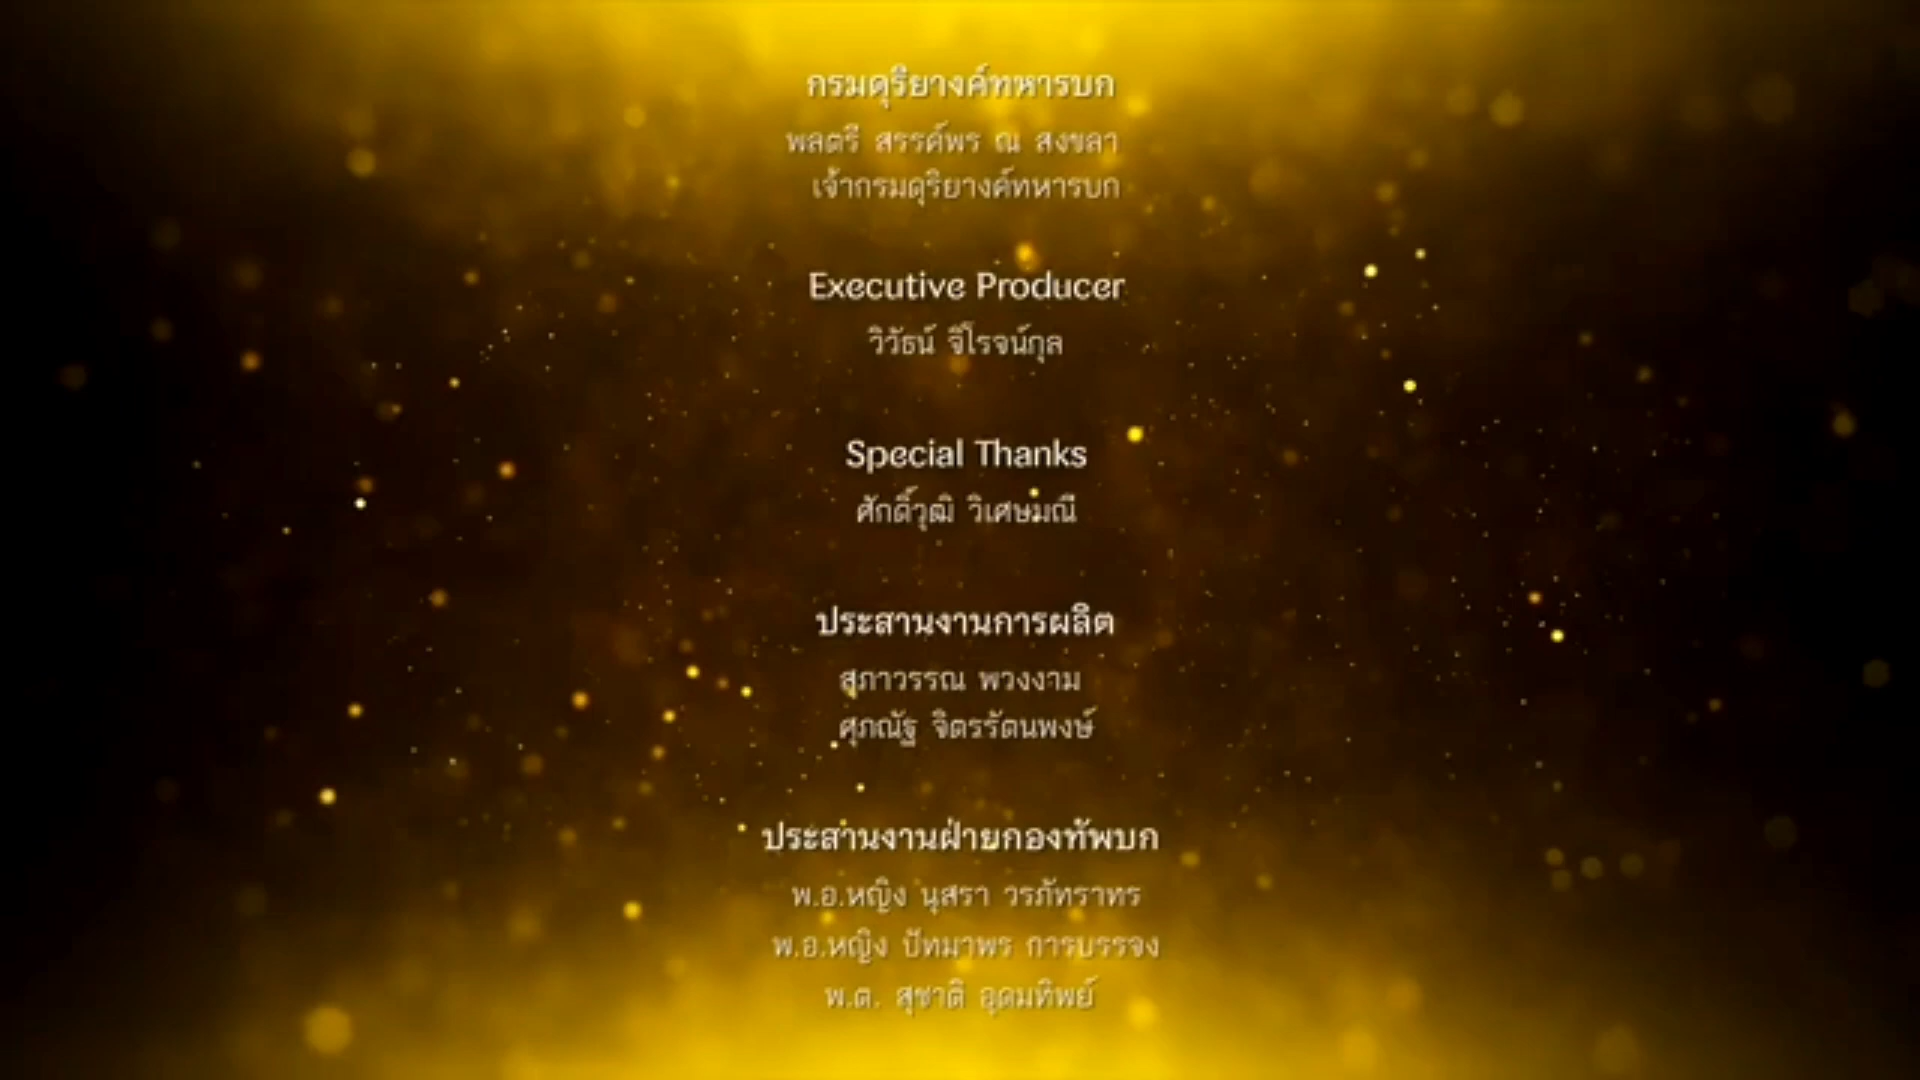 กรมดุริยางค์ทหารบก
พลตรี สรรค์พร ณ สงขลา
เจ้ากรมดุริยางค์ทหารบก
Executive Producer
วิวัธน์ จิโรจน์กุล
Special Thanks
ศักดิ์วุฒิ วิเศษมณี
ประสานงานการผลิต
สุภาวรรณ พวงงาม
ศุภณัฐ จิตรรัตนพงษ์
ประสานงานฝ่ายกองทัพบก
พ.อ.หญิง นุสรา วรภัทราทร
พ.อ.หญิง ปัทมาพร การบรรจง
พ.ต. สุชาติ อุดมทิพย์